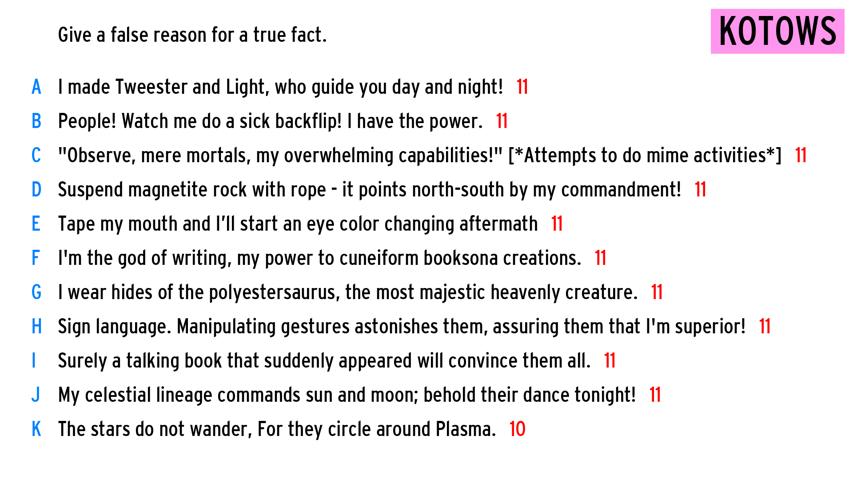 Give a false reason for a true fact.
KOTOWS
A I made Tweester and Light, who guide you day and night! 11
B People! Watch me do a sick backflip! I have the power. 11
C "Observe, mere mortals, my overwhelming capabilities!" [*Attempts to do mime activities*] 11
D Suspend magnetite rock with rope - it points north-south by my commandment! 11
E Tape my mouth and I'll start an eye color changing aftermath 11
F I'm the god of writing, my power to cuneiform booksona creations. 11
G I wear hides of the polyestersaurus, the most majestic heavenly creature. 11
H Sign language. Manipulating gestures astonishes them, assuring them that I'm superior! 11
I Surely a talking book that suddenly appeared will convince them all. 11
J My celestial lineage commands sun and moon; behold their dance tonight! 11
K The stars do not wander, For they circle around Plasma. 10